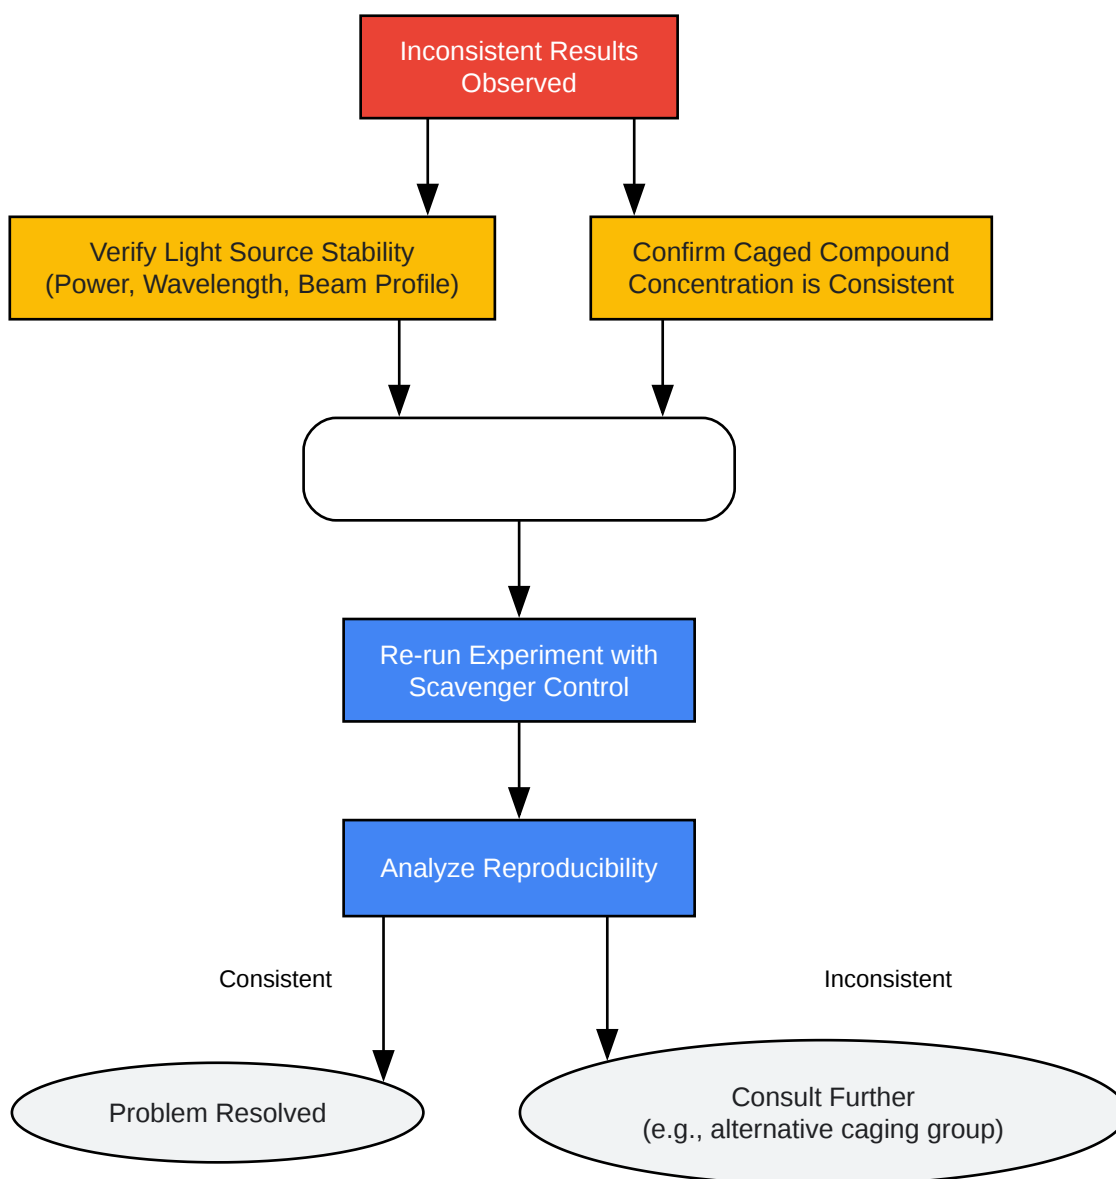 Inconsistent Results
Observed
Verify Light Source Stability
(Power, Wavelength, Beam Profile)
Confirm Caged Compound
Concentration is Consistent
Re-run Experiment with
Scavenger Control
Analyze Reproducibility
Consistent
Inconsistent
Problem Resolved
Consult Further
(e.g., alternative caging group)